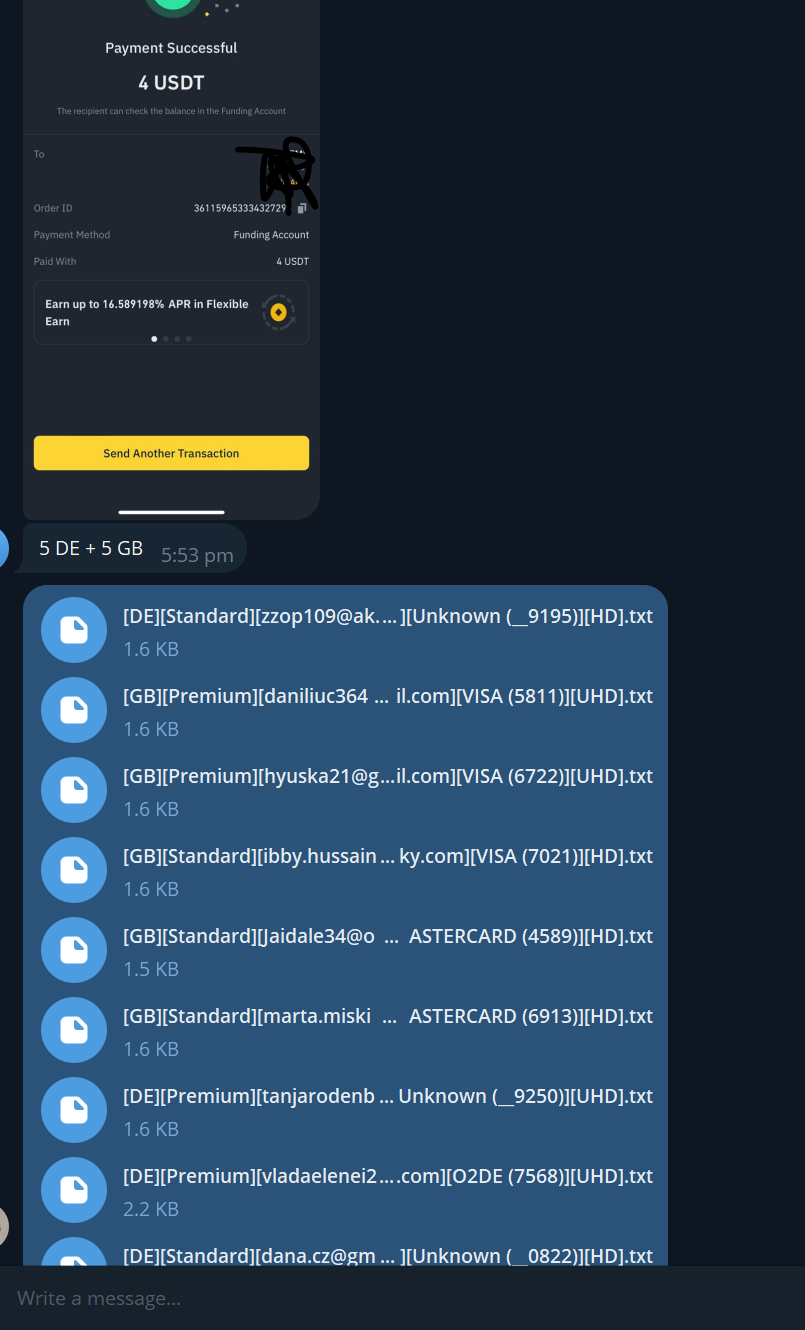 Payment Successful
4 USDT
The recipient can check the balance in the Funding Account
To
Order ID 36115965333432729
Payment Method Funding Account
Paid With 4 USDT
Earn up to 16.589198% APR in Flexible
Earn
Send Another Transaction
5 DE + 5 GB 5:53 pm
[DE][Standard][zzop109@ak.... ][Unknown (__9195)][HD].txt
1.6 KB
[GB][Premium][daniliuc364 ... il.com][VISA (5811)][UHD].txt
1.6 KB
[GB][Premium][hyuska21@g...il.com][VISA (6722)][UHD].txt
1.6 KB
[GB][Standard][ibby.hussain ... ky.com][VISA (7021)][HD].txt
1.6 KB
[GB][Standard][Jaidale34@o ... ASTERCARD (4589)][HD].txt
1.5 KB
[GB][Standard][marta.miski ... ASTERCARD (6913)][HD].txt
1.6 KB
[DE][Premium][tanjarodenb ... Unknown (__9250)][UHD].txt
1.6 KB
[DE][Premium][vladaelenei2....com][O2DE (7568)][UHD].txt
2.2 KB
[DE][Standard][dana.cz@gm ... ][Unknown (__0822)][HD].txt
Write a message...